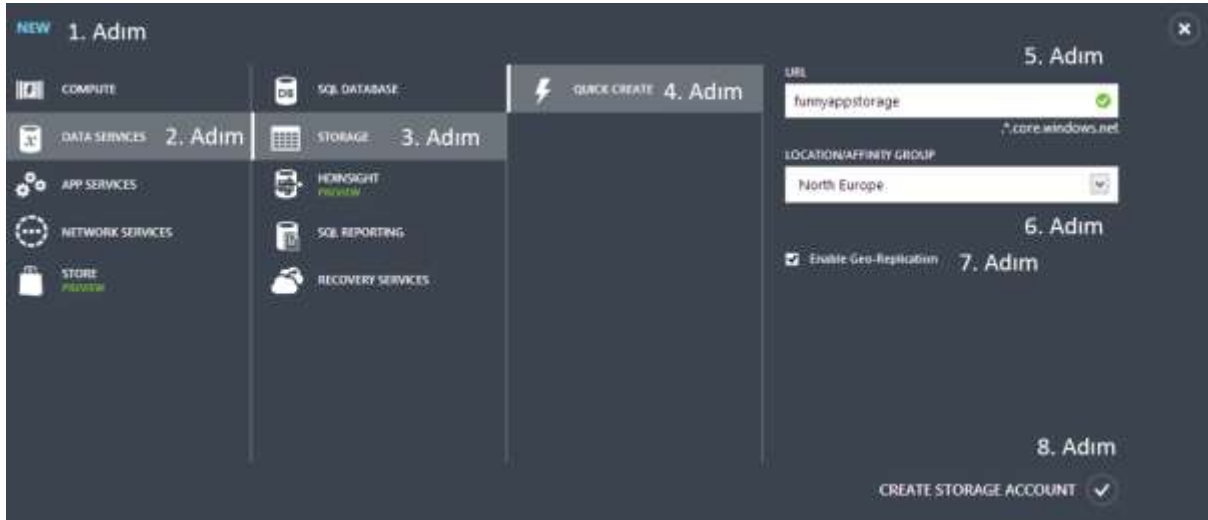 NEW 1. Adım
COMPUTE
DATA SERVICES 2. Adım
APP SERVICES
NETWORK SERVICES
STORE
PREVIEW
SQL DATABASE
STORAGE 3. Adım
HDINSIGHT
PREVIEW
SQL REPORTING
RECOVERY SERVICES
QUICK CREATE 4. Adım
5. Adım
URL
funnyappstorage
.*.core.windows.net
LOCATION/AFFINITY GROUP
North Europe
6. Adım
Enable Geo-Replication 7. Adım
8. Adım
CREATE STORAGE ACCOUNT